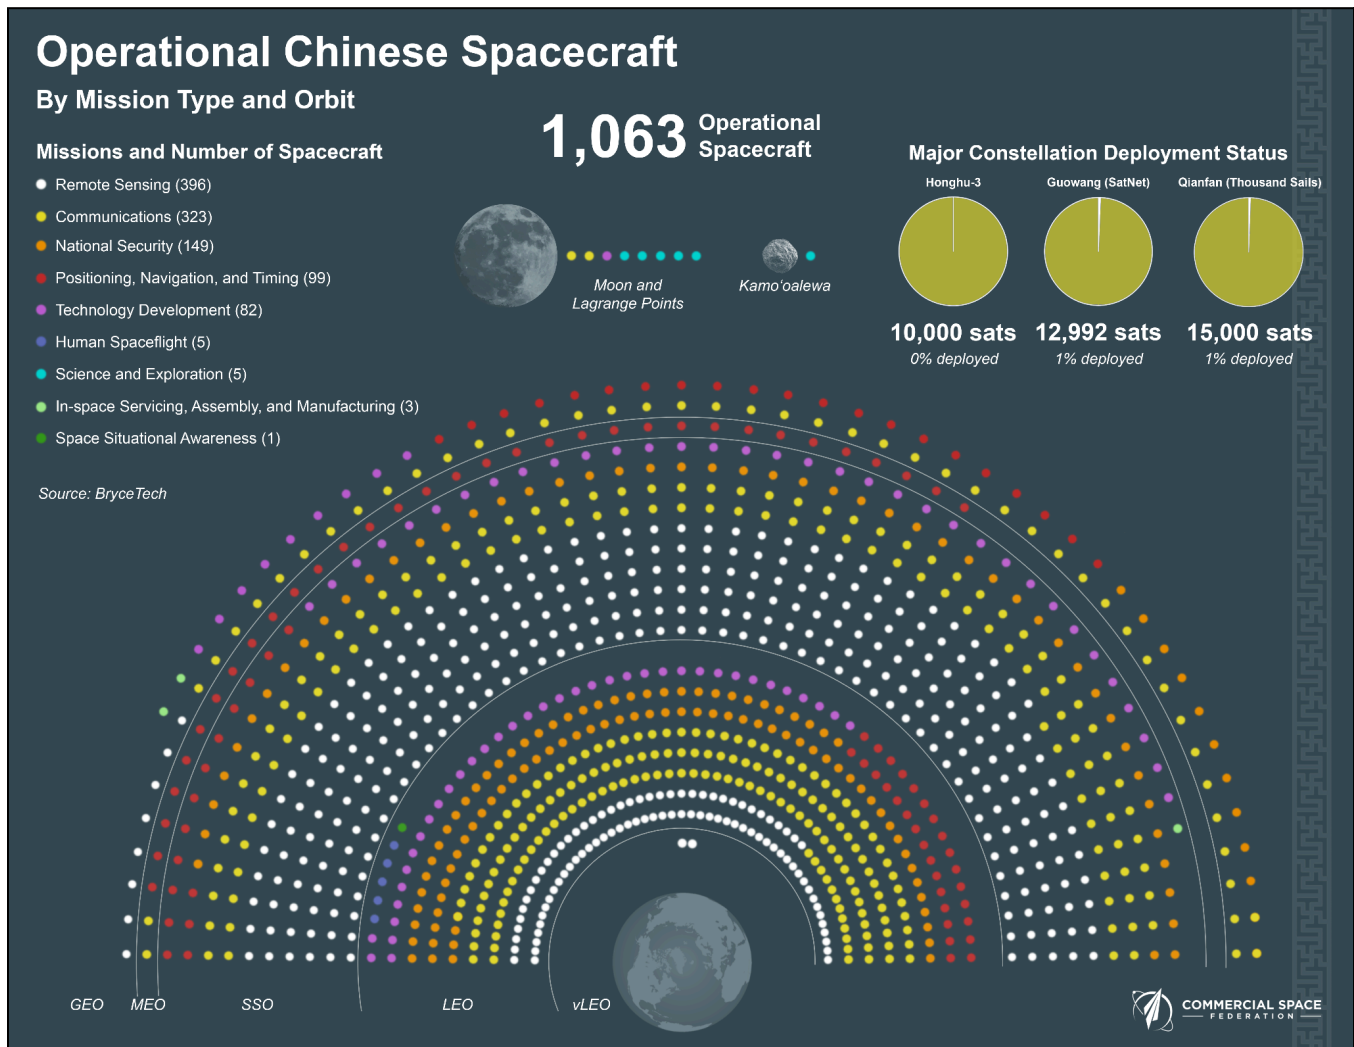 Operational Chinese Spacecraft
By Mission Type and Orbit
1,063 Operational
Spacecraft
Missions and Number of Spacecraft
Remote Sensing (396)
Communications (323)
National Security (149)
Positioning, Navigation, and Timing (99)
Technology Development (82)
Human Spaceflight (5)
Science and Exploration (5)
In-space Servicing, Assembly, and Manufacturing (3)
Space Situational Awareness (1)
Source: BryceTech
Moon and
Lagrange Points
Kamoʻoalewa
Major Constellation Deployment Status
Honghu-3
Guowang (SatNet)
Qianfan (Thousand Sails)
10,000 sats
12,992 sats
15,000 sats
0% deployed
1% deployed
1% deployed
GEO
MEO
SSO
LEO
vLEO
COMMERCIAL SPACE
FEDERATION